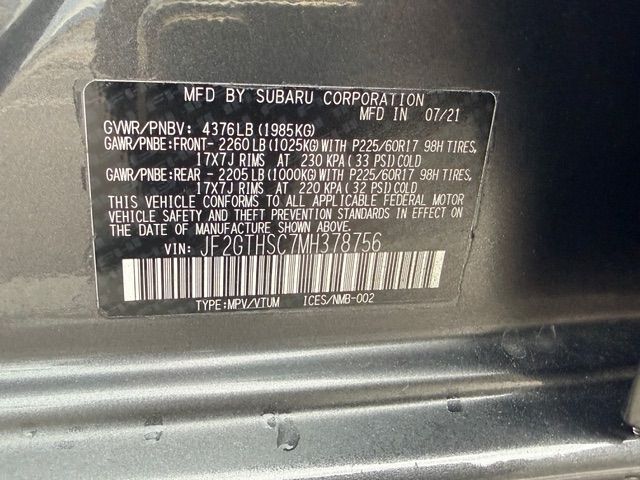 MFD BY SUBARU CORPORATION
MFD IN 07/21
GVWR/PNBV: 4376LB(1985KG)
GAWR/PNBE:FRONT- 2260LB(1025KG)WITH P225/60R17 98H TIRES,
17X7J RIMS AT 230 KPA(33 PSI)COLD
GAWR/PNBE:REAR - 2205LB(1000KG)WITH P225/60R17 98H TIRES,
17X7J RIMS AT 220 KPA(32 PSI)COLD
THIS VEHICLE CONFORMS TO ALL APPLICABLE FEDERAL MOTOR
VEHICLE SAFETY AND THEFT PREVENTION STANDARDS IN EFFECT ON
THE DATE OF MANUFACTURE SHOWN ABOVE.
VIN: JF2GTHSC7MH378756
TYPE:MPV/VTUM ICES/NMB-002